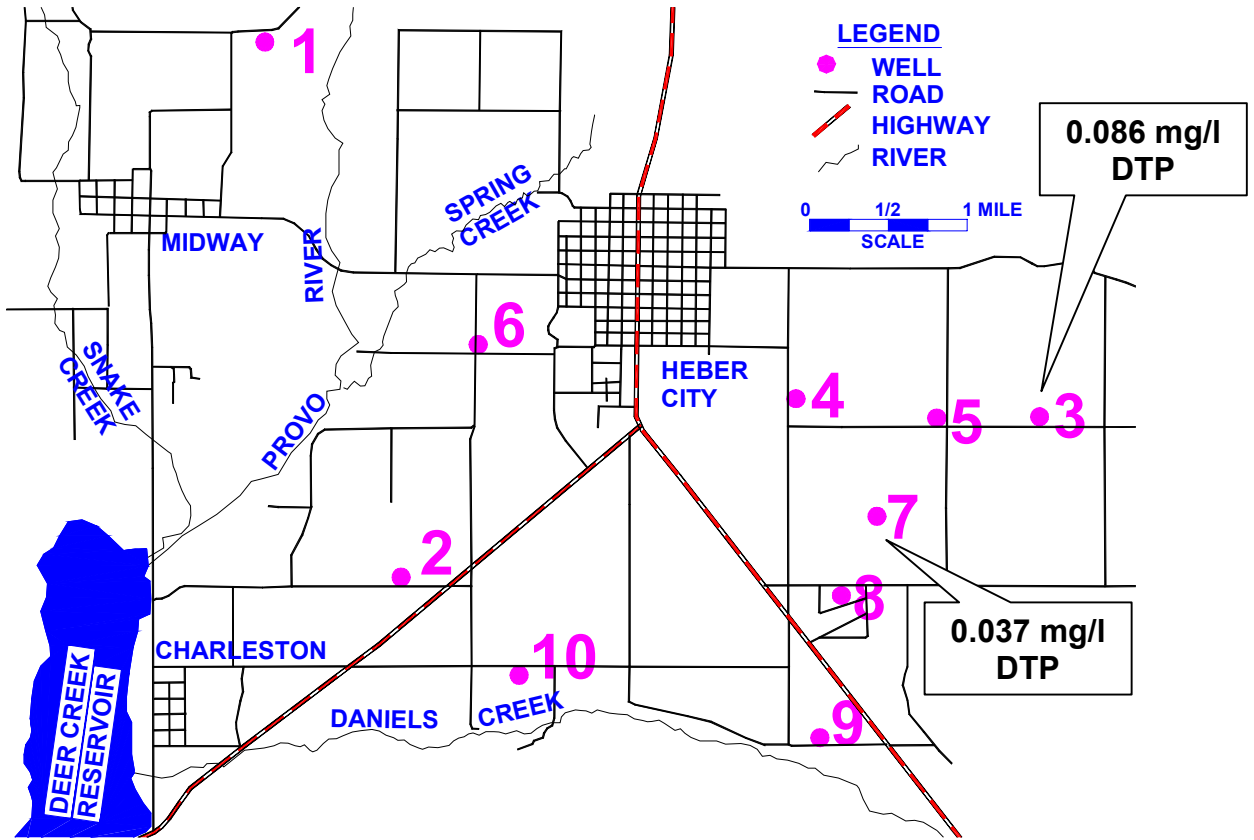 1
LEGEND
WELL
ROAD
HIGHWAY
RIVER
0 1/2 1 MILE
SCALE
0.086 mg/l
DTP
SPRING
CREEK
MIDWAY
RIVER
6
SNAKE
CREEK
HEBER
CITY
4
5
3
PROVO
7
2
8
0.037 mg/l
DTP
CHARLESTON
10
DANIELS CREEK
9
DEER CREEK
RESERVOIR